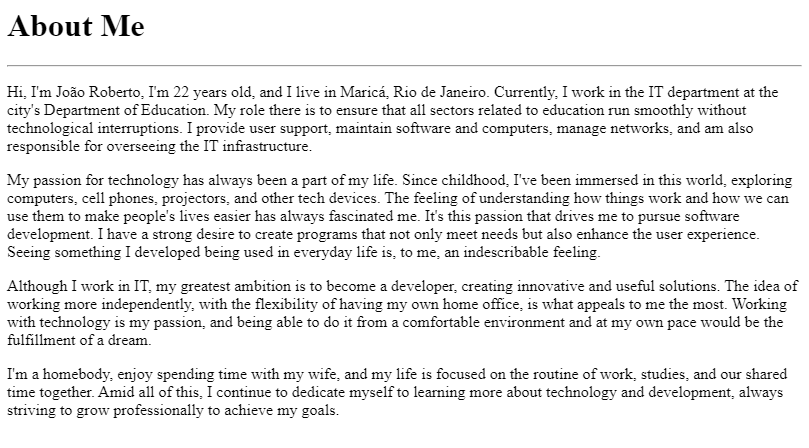 About Me
Hi, I'm João Roberto, I'm 22 years old, and I live in Maricá, Rio de Janeiro. Currently, I work in the IT department at the
city's Department of Education. My role there is to ensure that all sectors related to education run smoothly without
technological interruptions. I provide user support, maintain software and computers, manage networks, and am also
responsible for overseeing the IT infrastructure.
My passion for technology has always been a part of my life. Since childhood, I've been immersed in this world, exploring
computers, cell phones, projectors, and other tech devices. The feeling of understanding how things work and how we can
use them to make people's lives easier has always fascinated me. It's this passion that drives me to pursue software
development. I have a strong desire to create programs that not only meet needs but also enhance the user experience.
Seeing something I developed being used in everyday life is, to me, an indescribable feeling.
Although I work in IT, my greatest ambition is to become a developer, creating innovative and useful solutions. The idea of
working more independently, with the flexibility of having my own home office, is what appeals to me the most. Working
with technology is my passion, and being able to do it from a comfortable environment and at my own pace would be the
fulfillment of a dream.
I'm a homebody, enjoy spending time with my wife, and my life is focused on the routine of work, studies, and our shared
time together. Amid all of this, I continue to dedicate myself to learning more about technology and development, always
striving to grow professionally to achieve my goals.